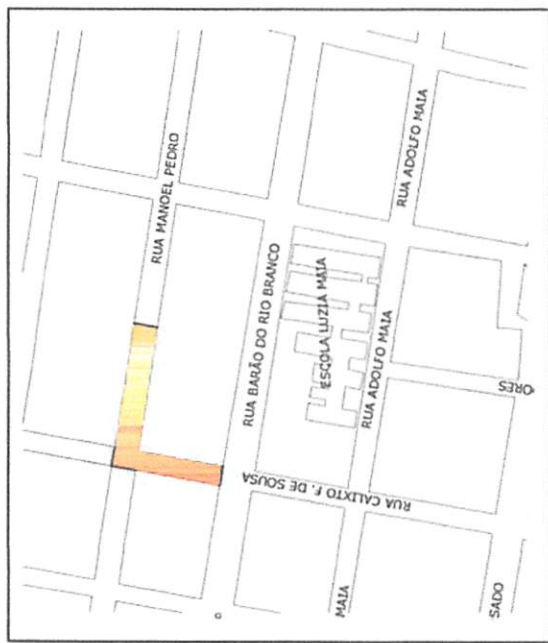 RUA MANOEL PEDRO
RUA BARÃO DO RIO BRANCO
ESCOLA LUZIA MAIA
RUA ADOLFO MAIA
RUA ADOLFO MAIA
ORES
RUA CALIXTO F. DE SOUSA
MAIA
SADO